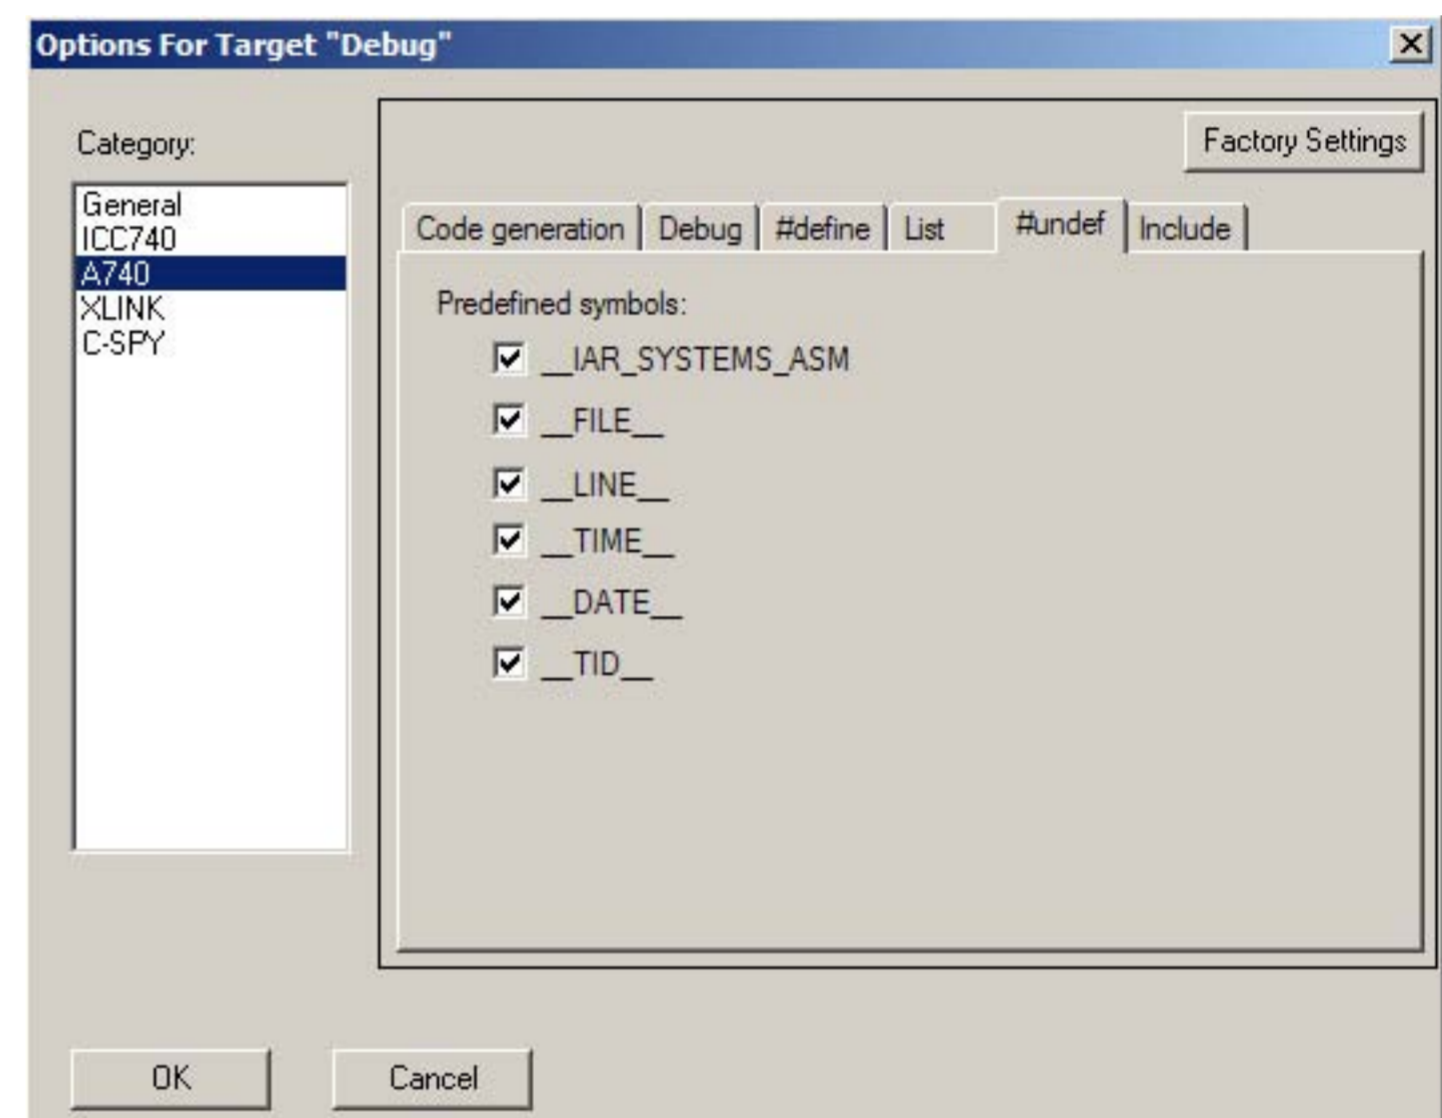 Options For Target "Debug"
Category:
General
ICC740
A740
XLINK
C-SPY
Factory Settings
Code generation Debug #define List #undef Include
Predefined symbols:
__IAR_SYSTEMS_ASM
__FILE__
__LINE__
__TIME__
__DATE__
__TID__
OK Cancel